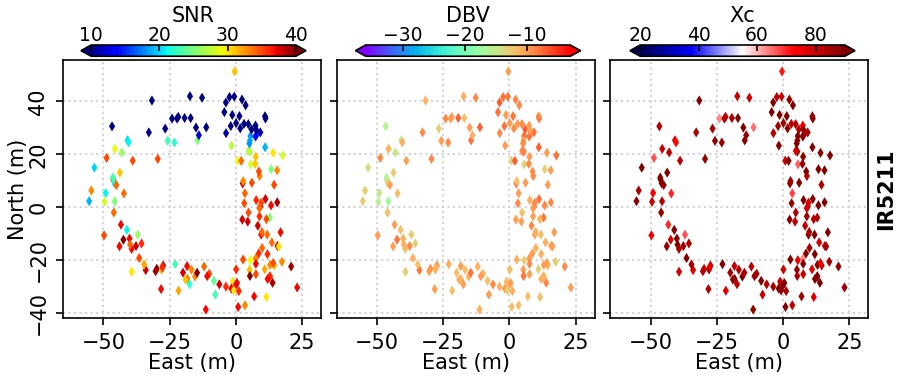 SNR DBV Xc
10 20 30 40 −30 −20 −10 20 40 60 80
40
20
0
−20
−40
North (m)
IR5211
−50 −25 0 25 −50 −25 0 25 −50 −25 0 25
East (m) East (m) East (m)